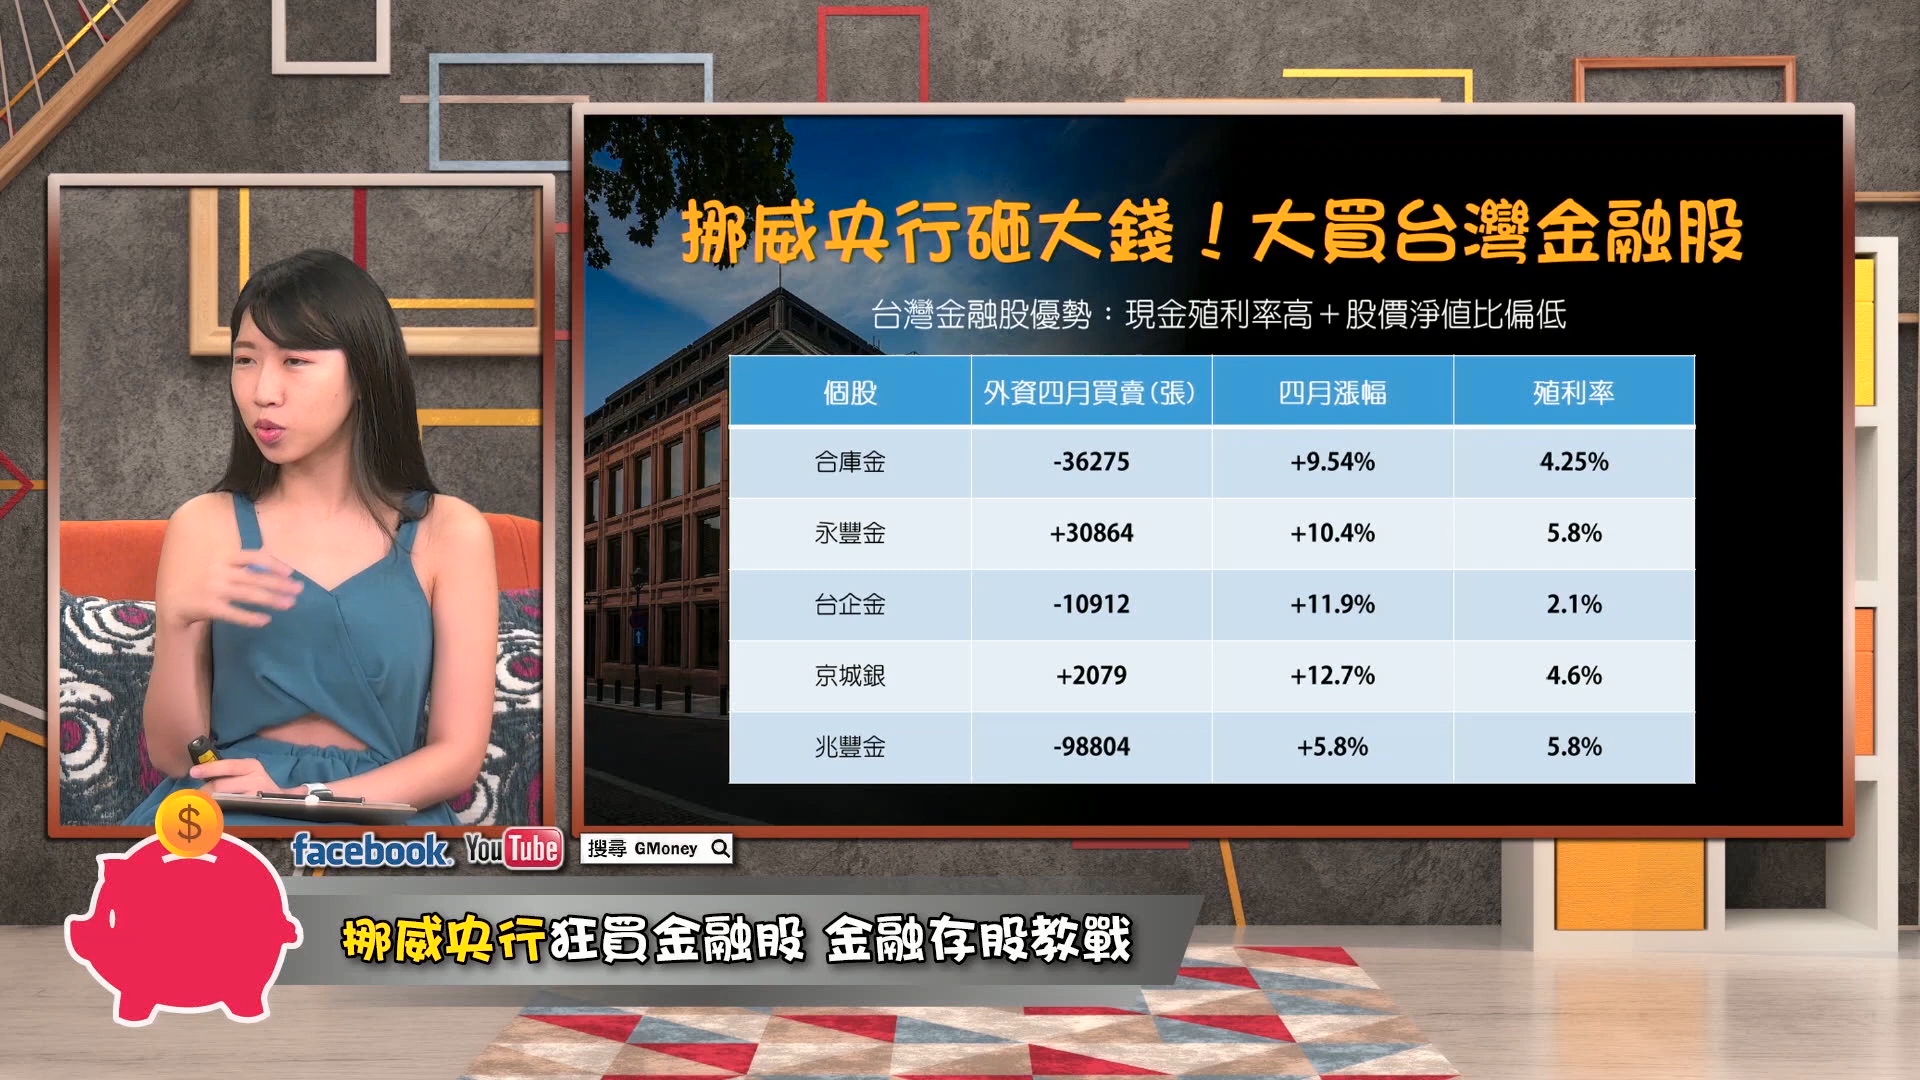 挪威央行砸大錢！大買台灣金融股
台灣金融股優勢：現金殖利率高＋股價淨值比偏低
個股 外資四月買賣(張) 四月漲幅 殖利率
合庫金 -36275 +9.54% 4.25%
永豐金 +30864 +10.4% 5.8%
台企金 -10912 +11.9% 2.1%
京城銀 +2079 +12.7% 4.6%
兆豐金 -98804 +5.8% 5.8%
$
facebook. YouTube 搜尋 GMoney
挪威央行狂買金融股 金融存股教戰